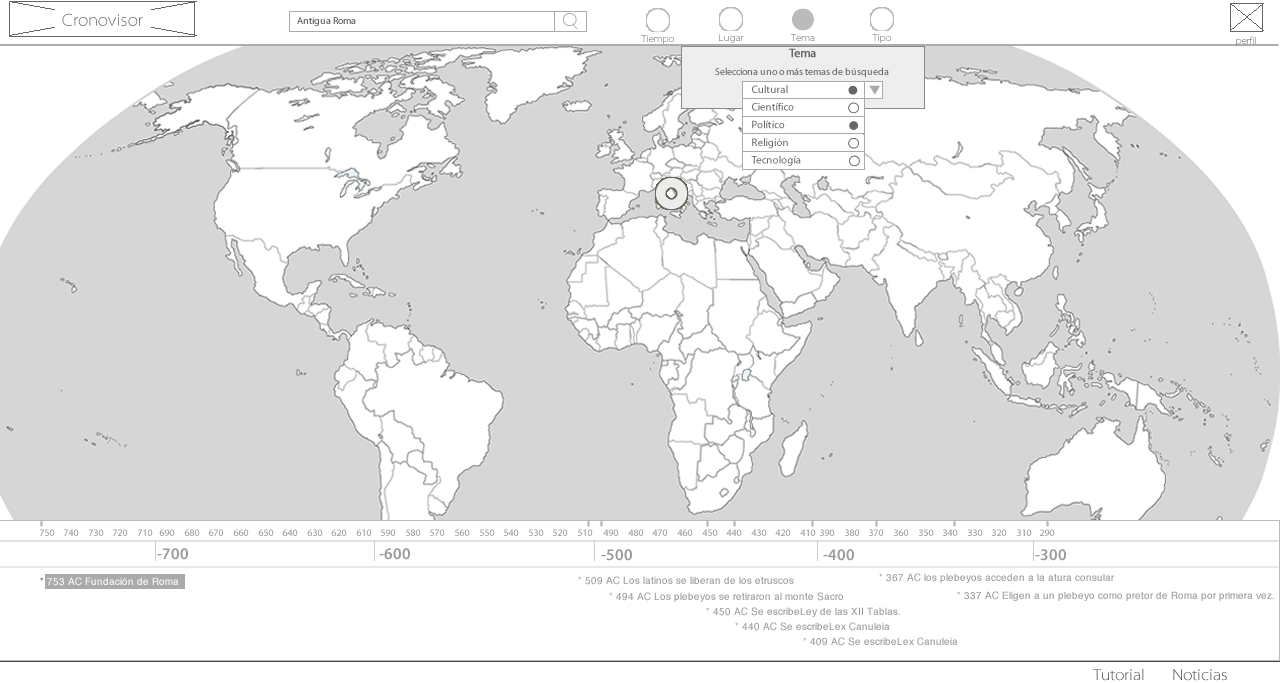 Cronovisor
Antigua Roma
Tiempo
Lugar
Tema
Tipo
perfil
Tema
Selecciona uno o más temas de búsqueda
Cultural
Científico
Político
Religión
Tecnología
750 740 730 720 710 690 680 670 660 650 640 630 620 610 590 580 570 560 550 540 530 520 510 490 480 470 460 450 440 430 420 410 390 380 370 360 350 340 330 320 310 290
-700 -600 -500 -400 -300
* 753 AC Fundación de Roma
* 509 AC Los latinos se liberan de los etruscos
* 367 AC los plebeyos acceden a la atura consular
* 494 AC Los plebeyos se retiraron al monte Sacro
* 337 AC Eligen a un plebeyo como pretor de Roma por primera vez.
* 450 AC Se escribeLey de las XII Tablas.
* 440 AC Se escribeLex Canuleia
* 409 AC Se escribeLex Canuleia
Tutorial Noticias